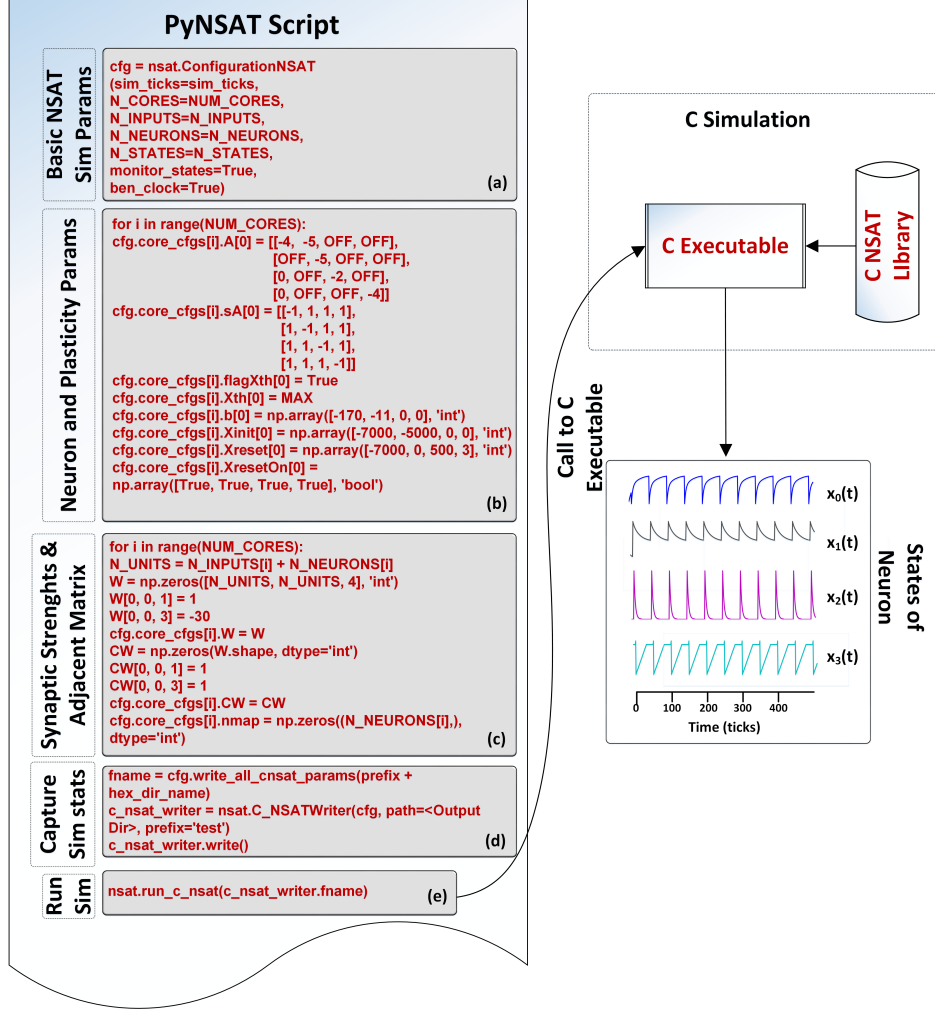 PyNSAT Script
Basic NSAT
Sim Params
cfg = nsat.ConfigurationNSAT
(sim_ticks=sim_ticks,
N_CORES=NUM_CORES,
N_INPUTS=N_INPUTS,
N_NEURONS=N_NEURONS,
N_STATES=N_STATES,
monitor_states=True,
ben_clock=True)
(a)
Neuron and Plasticity Params
for i in range(NUM_CORES):
cfg.core_cfgs[i].A[0] = [[-4, -5, OFF, OFF],
[OFF, -5, OFF, OFF],
[0, OFF, -2, OFF],
[0, OFF, OFF, -4]]
cfg.core_cfgs[i].sA[0] = [[-1, 1, 1, 1],
[1, -1, 1, 1],
[1, 1, -1, 1],
[1, 1, 1, -1]]
cfg.core_cfgs[i].flagXth[0] = True
cfg.core_cfgs[i].Xth[0] = MAX
cfg.core_cfgs[i].b[0] = np.array([-170, -11, 0, 0], 'int')
cfg.core_cfgs[i].Xinit[0] = np.array([-7000, -5000, 0, 0], 'int')
cfg.core_cfgs[i].Xreset[0] = np.array([-7000, 0, 500, 3], 'int')
cfg.core_cfgs[i].XresetOn[0] =
np.array([True, True, True, True], 'bool')
(b)
Synaptic Strenghts &
Adjacent Matrix
for i in range(NUM_CORES):
N_UNITS = N_INPUTS[i] + N_NEURONS[i]
W = np.zeros([N_UNITS, N_UNITS, 4], 'int')
W[0, 0, 1] = 1
W[0, 0, 3] = -30
cfg.core_cfgs[i].W = W
CW = np.zeros(W.shape, dtype='int')
CW[0, 0, 1] = 1
CW[0, 0, 3] = 1
cfg.core_cfgs[i].CW = CW
cfg.core_cfgs[i].nmap = np.zeros((N_NEURONS[i],),
dtype='int')
(c)
Capture
Sim stats
fname = cfg.write_all_cnsat_params(prefix +
hex_dir_name)
c_nsat_writer = nsat.C_NSATWriter(cfg, path=<Output
Dir>, prefix='test')
c_nsat_writer.write()
(d)
Run
Sim
nsat.run_c_nsat(c_nsat_writer.fname)
(e)
Call to C
Executable
C Simulation
C Executable
C NSAT
LIbrary
x0(t)
x1(t)
x2(t)
x3(t)
0 100 200 300 400
Time (ticks)
States of
Neuron